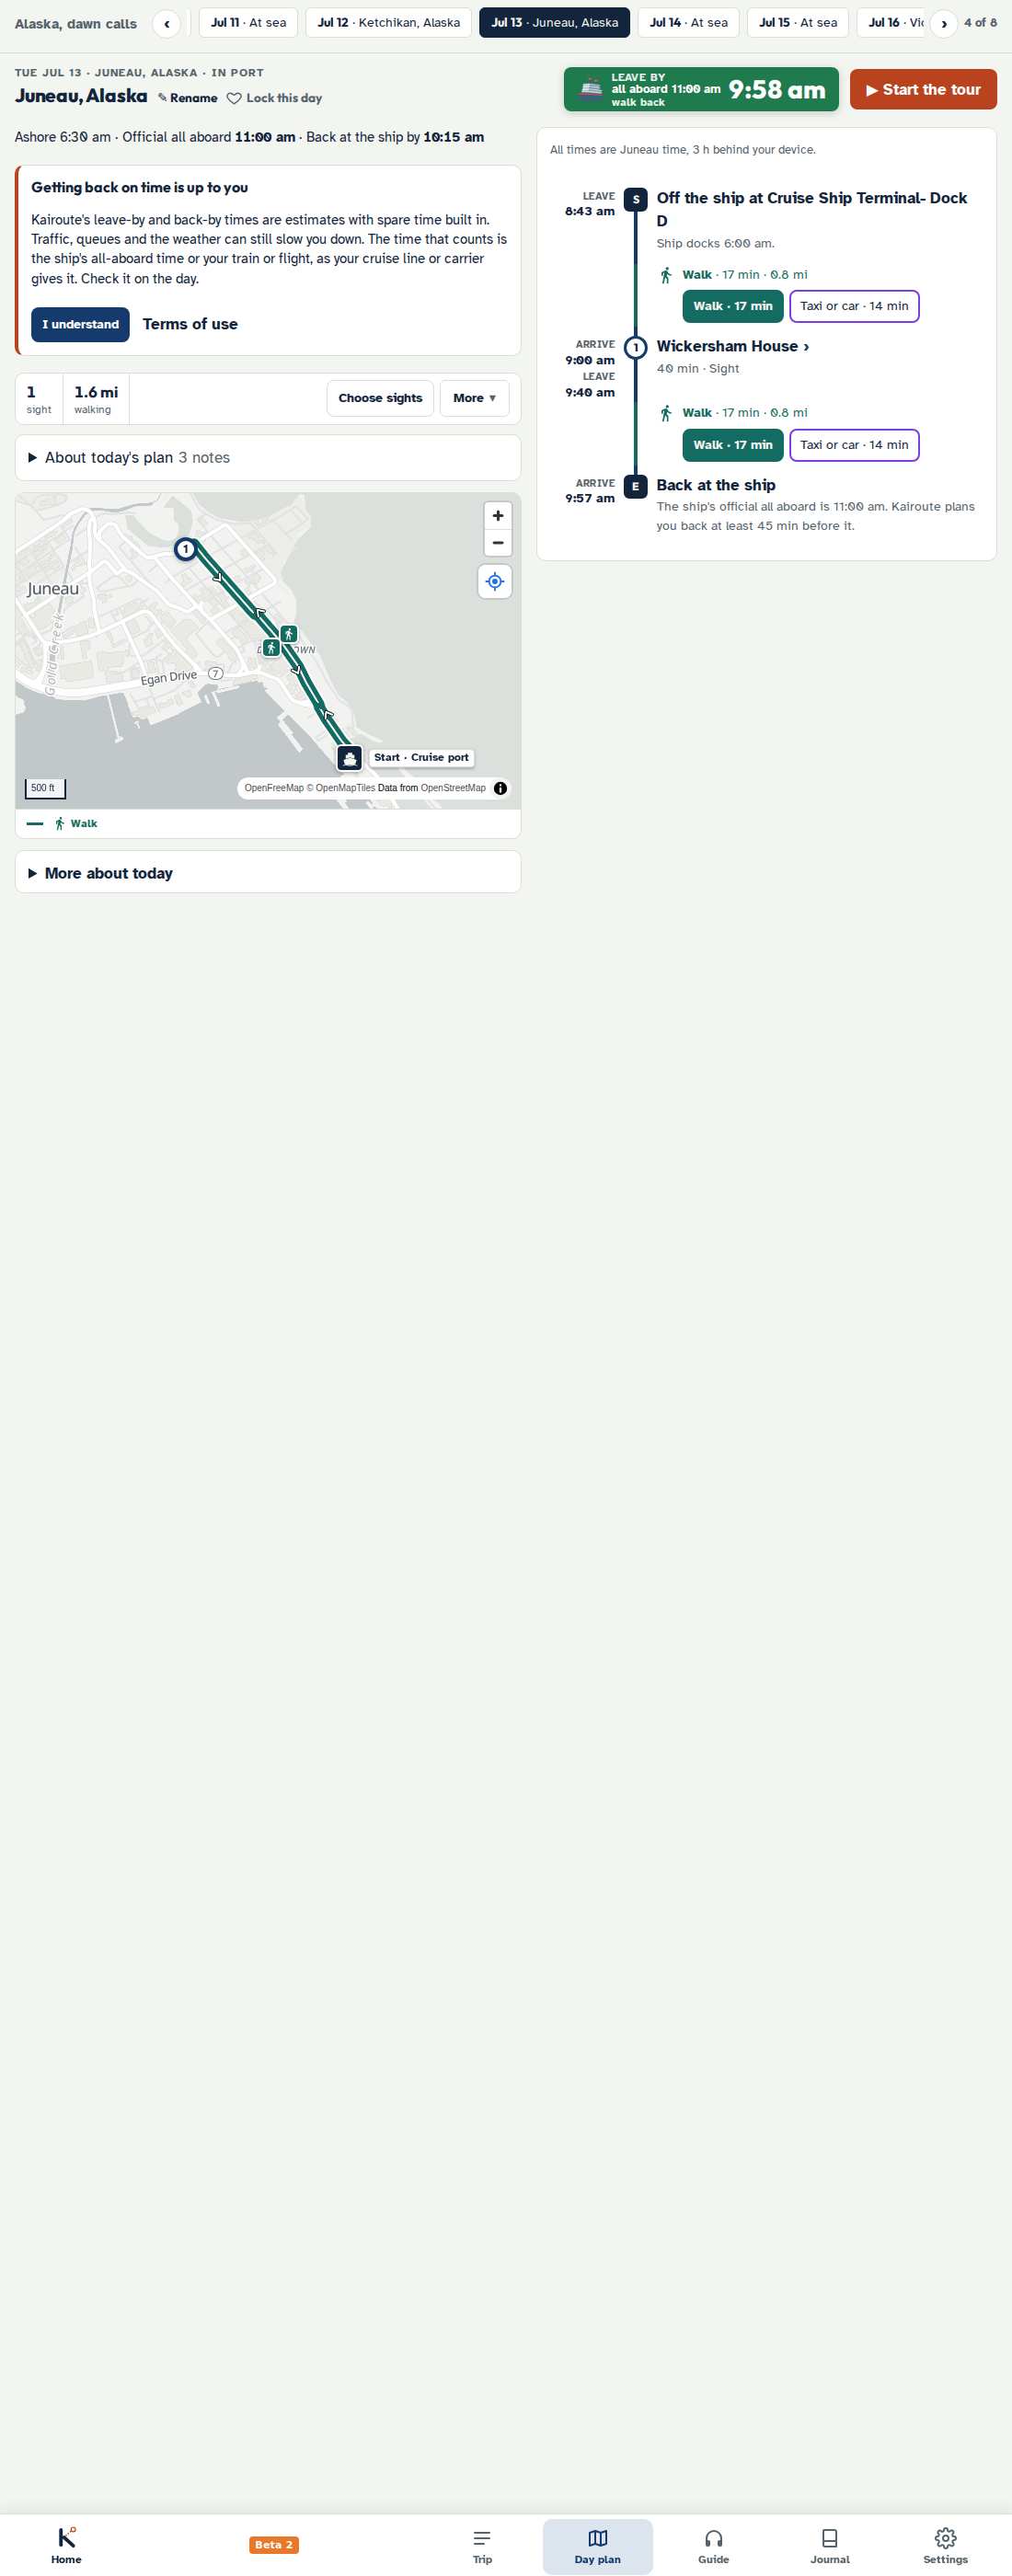 Alaska, dawn calls
‹
Jul 11 · At sea
Jul 12 · Ketchikan, Alaska
Jul 13 · Juneau, Alaska
Jul 14 · At sea
Jul 15 · At sea
Jul 16 · Vic
›
4 of 8
TUE JUL 13 · JUNEAU, ALASKA · IN PORT
Juneau, Alaska
✎ Rename
Lock this day
LEAVE BY
all aboard 11:00 am
walk back
9:58 am
▶ Start the tour
Ashore 6:30 am · Official all aboard 11:00 am · Back at the ship by 10:15 am
Getting back on time is up to you
Kairoute's leave-by and back-by times are estimates with spare time built in.
Traffic, queues and the weather can still slow you down. The time that counts is
the ship's all-aboard time or your train or flight, as your cruise line or carrier
gives it. Check it on the day.
I understand
Terms of use
1
sight
1.6 mi
walking
Choose sights
More ▼
▶ About today's plan 3 notes
1
Juneau
Gold Creek
Egan Drive
7
OWN
Start · Cruise port
+
−
500 ft
OpenFreeMap © OpenMapTiles Data from OpenStreetMap
Walk
▶ More about today
All times are Juneau time, 3 h behind your device.
LEAVE
8:43 am
S
Off the ship at Cruise Ship Terminal- Dock
D
Ship docks 6:00 am.
Walk · 17 min · 0.8 mi
Walk · 17 min
Taxi or car · 14 min
ARRIVE
9:00 am
LEAVE
9:40 am
1
Wickersham House ›
40 min · Sight
Walk · 17 min · 0.8 mi
Walk · 17 min
Taxi or car · 14 min
ARRIVE
9:57 am
E
Back at the ship
The ship's official all aboard is 11:00 am. Kairoute plans
you back at least 45 min before it.
Home
Beta 2
Trip
Day plan
Guide
Journal
Settings